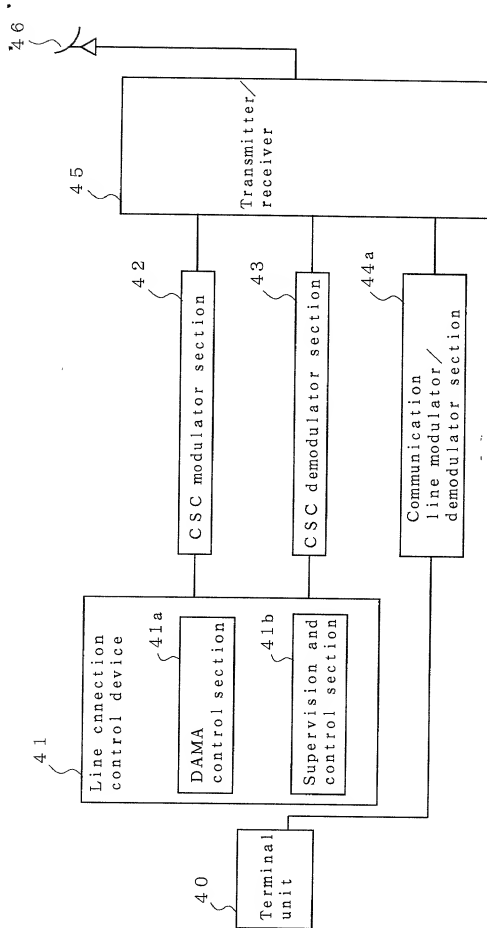 46
45
Transmitter/
receiver
42
CSC modulator section
43
CSC demodulator section
44a
Communication
line modulator/
demodulator section
41
Line cnnection
control device
41a
DAMA
control section
41b
Supervision and
control section
40
Terminal
unit